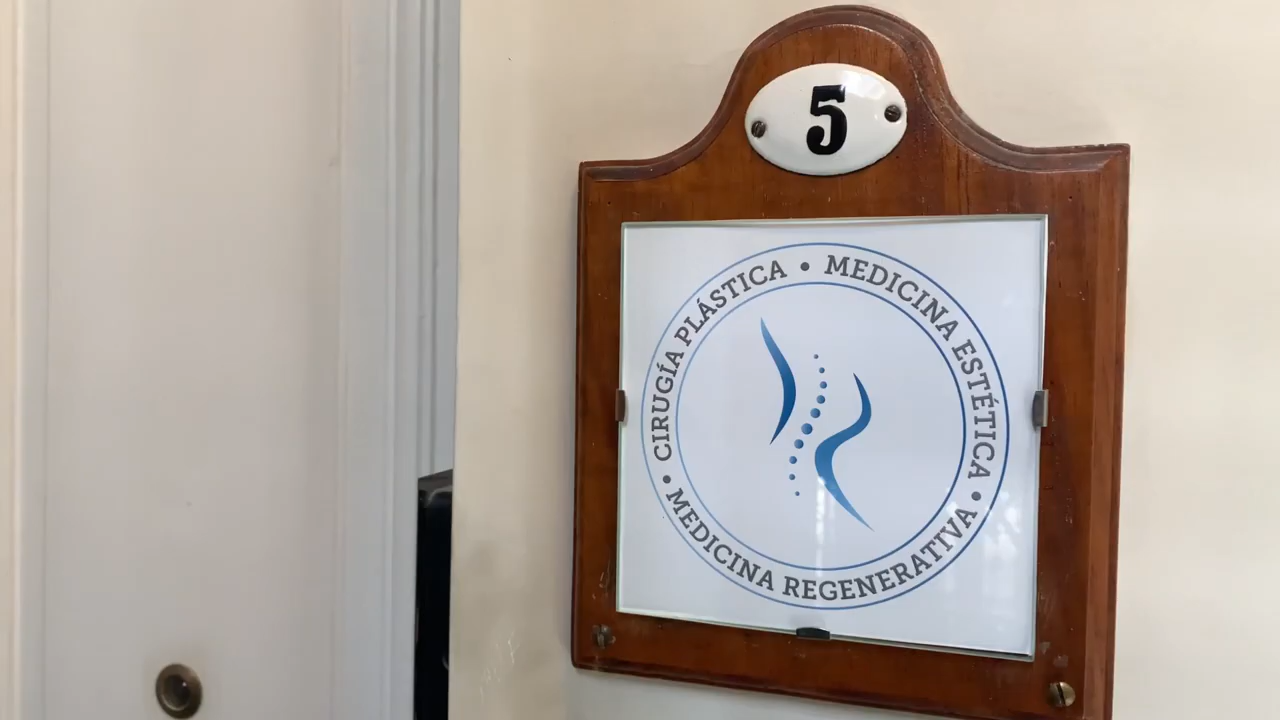 5
CIRUGÍA PLÁSTICA • MEDICINA ESTÉTICA • MEDICINA REGENERATIVA •